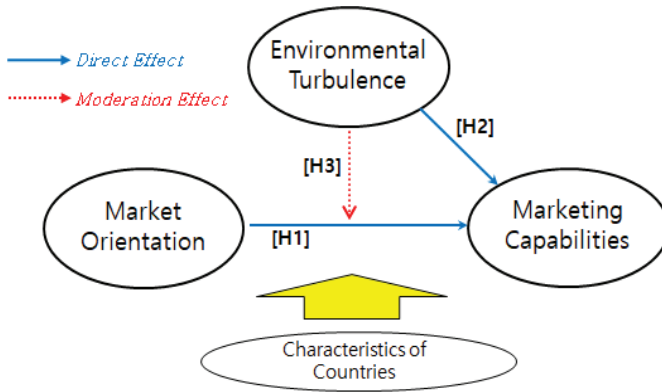 Environmental
Turbulence
Direct Effect
Moderation Effect
[H2]
[H3]
Market
Orientation
[H1]
Marketing
Capabilities
Characteristics of
Countries